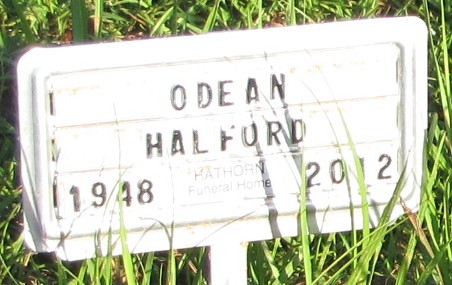 ODEAN
HALFORD
HATHORN
Funeral Home
1948 2012